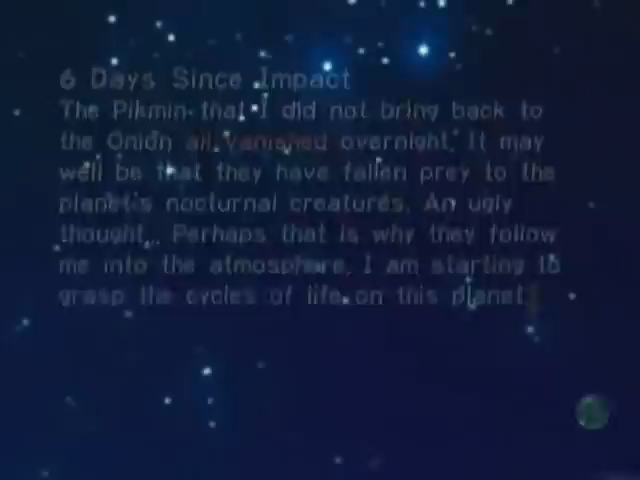 6 Days Since Impact
The Pikmin that I did not bring back to
the Onion all vanished overnight. It may
well be that they have fallen prey to the
planet's nocturnal creatures. An ugly
thought... Perhaps that is why they follow
me into the atmosphere. I am starting to
grasp the cycles of life on this planet.